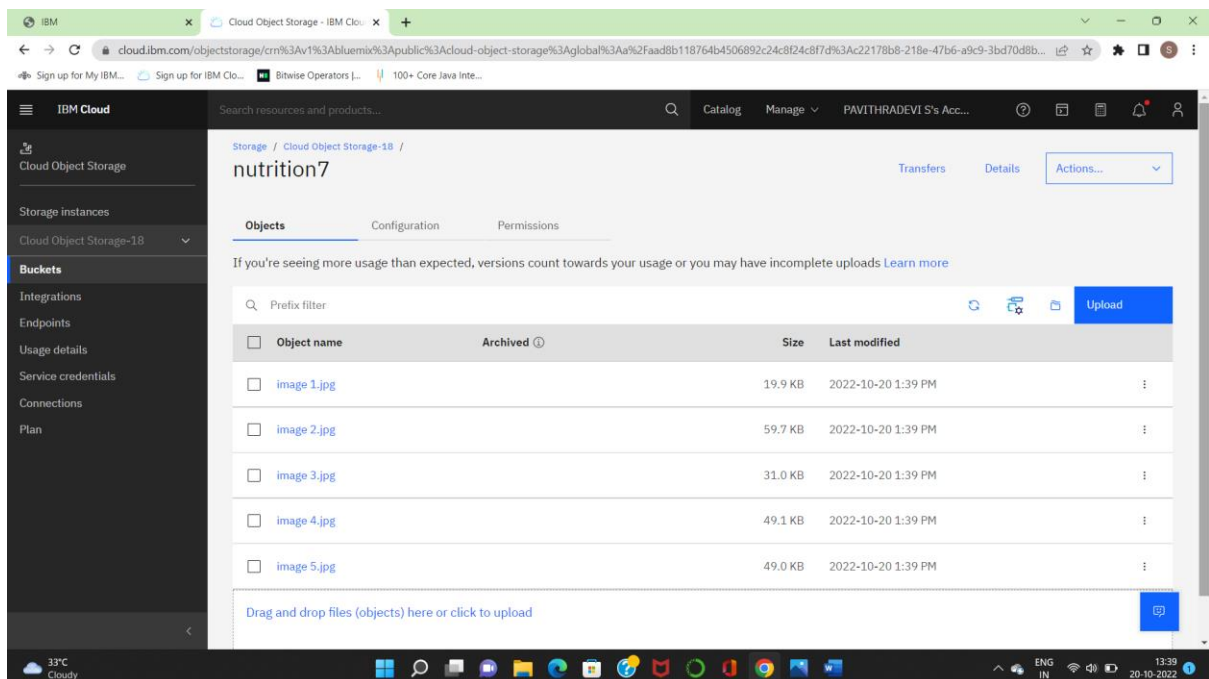 IBM
Cloud Object Storage - IBM Clou
cloud.ibm.com/objectstorage/crn%3Av1%3Abluemix%3Apublic%3Acloud-object-storage%3Aglobal%3Aa%2Faad8b118764b4506892c24c8f24c8f7d%3Ac22178b8-218e-47b6-a9c9-3bd70d8b...
S
Sign up for My IBM...
Sign up for IBM Clo...
Bitwise Operators |...
100+ Core Java Inte...
IBM Cloud
Search resources and products...
Catalog
Manage
PAVITHRADEVI S's Acc...
Cloud Object Storage
Storage instances
Cloud Object Storage-18
Buckets
Integrations
Endpoints
Usage details
Service credentials
Connections
Plan
Storage / Cloud Object Storage-18 /
nutrition7
Transfers
Details
Actions...
Objects
Configuration
Permissions
If you're seeing more usage than expected, versions count towards your usage or you may have incomplete uploads Learn more
Prefix filter
Upload
Object name Archived Size Last modified
image 1.jpg 19.9 KB 2022-10-20 1:39 PM
image 2.jpg 59.7 KB 2022-10-20 1:39 PM
image 3.jpg 31.0 KB 2022-10-20 1:39 PM
image 4.jpg 49.1 KB 2022-10-20 1:39 PM
image 5.jpg 49.0 KB 2022-10-20 1:39 PM
Drag and drop files (objects) here or click to upload
33°C
Cloudy
ENG
IN
13:39
20-10-2022
1